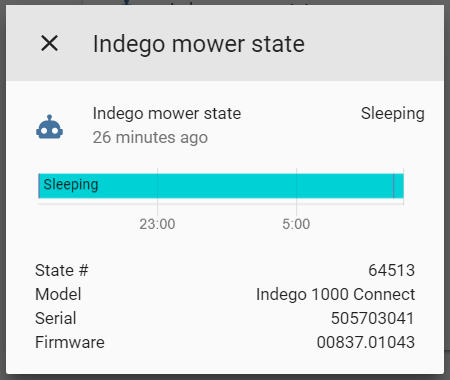 Indego mower state
Indego mower state Sleeping
26 minutes ago
Sleeping
23:00 5:00
State # 64513
Model Indego 1000 Connect
Serial 505703041
Firmware 00837.01043